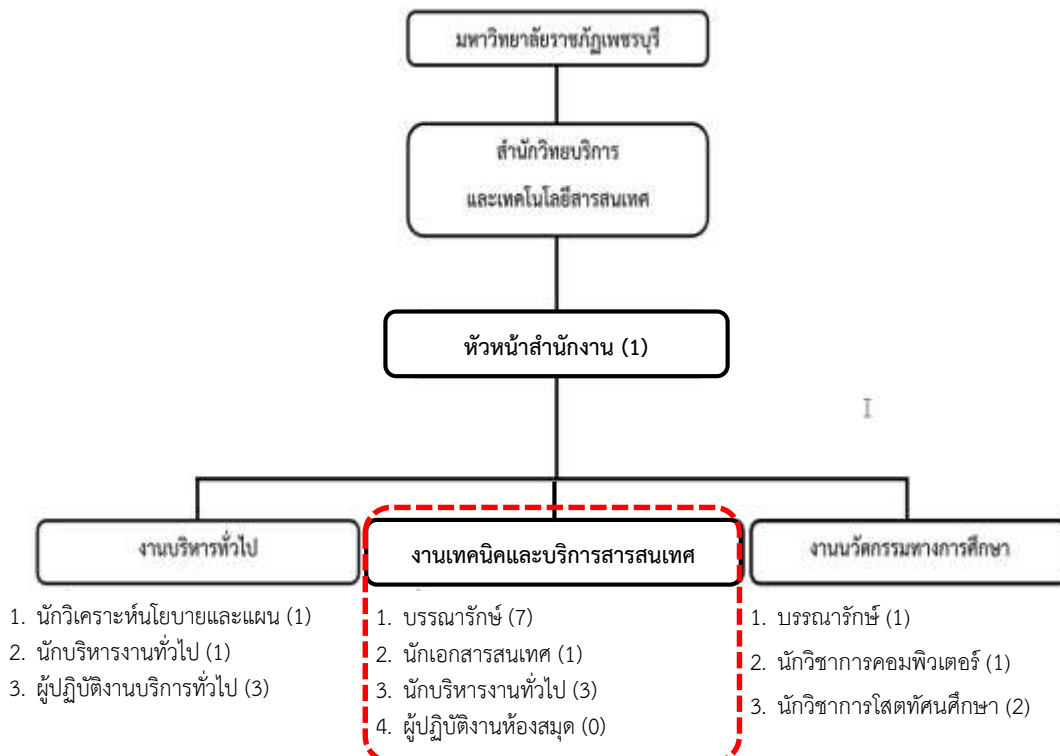 มหาวิทยาลัยราชภัฏเพชรบุรี
สำนักวิทยบริการ
และเทคโนโลยีสารสนเทศ
หัวหน้าสำนักงาน (1)
งานบริหารทั่วไป
1. นักวิเคราะห์นโยบายและแผน (1)
2. นักบริหารงานทั่วไป (1)
3. ผู้ปฏิบัติงานบริการทั่วไป (3)
งานเทคนิคและบริการสารสนเทศ
1. บรรณารักษ์ (7)
2. นักเอกสารสนเทศ (1)
3. นักบริหารงานทั่วไป (3)
4. ผู้ปฏิบัติงานห้องสมุด (0)
งานนวัตกรรมทางการศึกษา
1. บรรณารักษ์ (1)
2. นักวิชาการคอมพิวเตอร์ (1)
3. นักวิชาการโสตทัศนศึกษา (2)